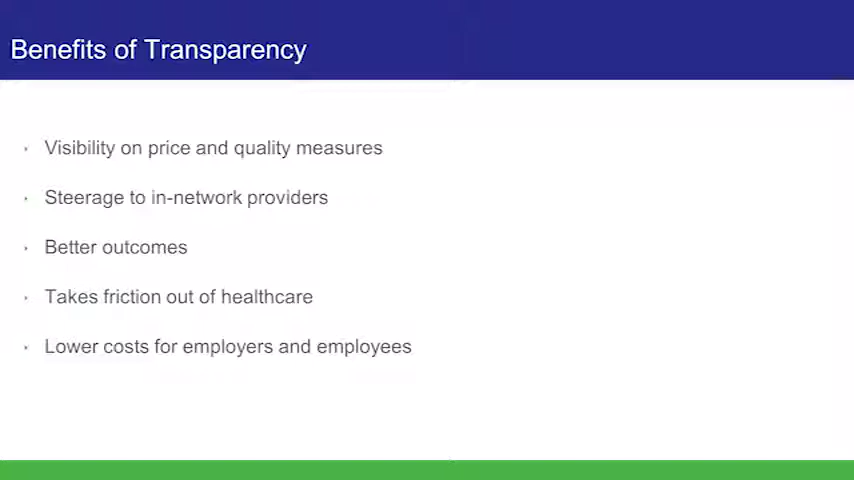 Benefits of Transparency
Visibility on price and quality measures
Steerage to in-network providers
Better outcomes
Takes friction out of healthcare
Lower costs for employers and employees